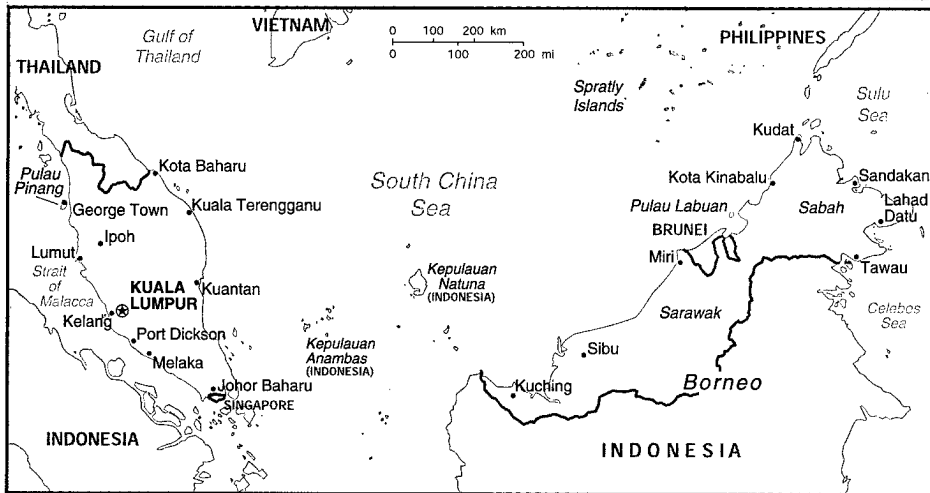 VIETNAM
Gulf of
Thailand
0 100 200 km
0 100 200 mi
PHILIPPINES
THAILAND
Spratly
Islands
Sulu
Sea
Kudat
Kota Baharu
Pulau
Pinang
George Town
Kuala Terengganu
South China
Sea
Kota Kinabalu
Sandakan
Pulau Labuan
Sabah
Lahad
Datu
BRUNEI
Ipoh
Lumut
Miri
Tawau
Strait
of
Malacca
KUALA
LUMPUR
Kuantan
Kepulauan
Natuna
(INDONESIA)
Celebes
Sea
Kelang
Sarawak
Port Dickson
Melaka
Kepulauan
Anambas
(INDONESIA)
Sibu
Johor Baharu
SINGAPORE
Kuching
Borneo
INDONESIA
INDONESIA